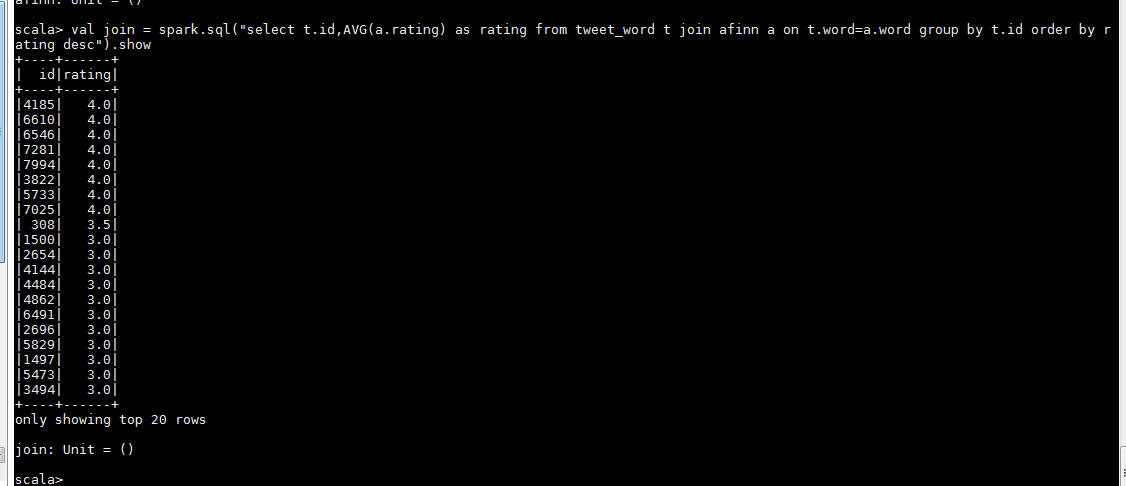 afinn: Unit = ()
scala> val join = spark.sql("select t.id,AVG(a.rating) as rating from tweet_word t join afinn a on t.word=a.word group by t.id order by r
ating desc").show
+----+------+
|  id|rating|
+----+------+
|4185|   4.0|
|6610|   4.0|
|6546|   4.0|
|7281|   4.0|
|7994|   4.0|
|3822|   4.0|
|5733|   4.0|
|7025|   4.0|
| 308|   3.5|
|1500|   3.0|
|2654|   3.0|
|4144|   3.0|
|4484|   3.0|
|4862|   3.0|
|6491|   3.0|
|2696|   3.0|
|5829|   3.0|
|1497|   3.0|
|5473|   3.0|
|3494|   3.0|
+----+------+
only showing top 20 rows
join: Unit = ()
scala>